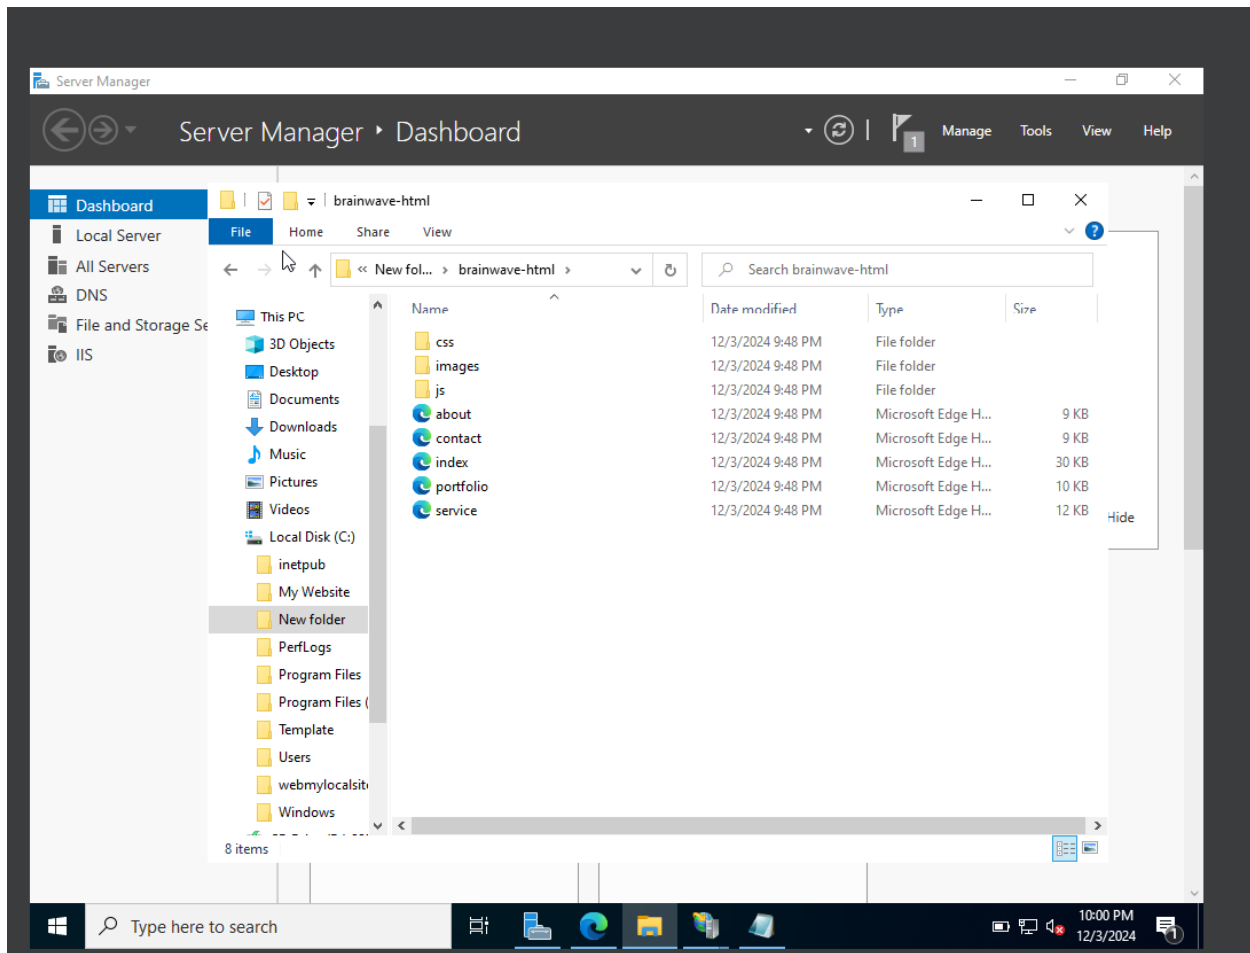 Server Manager
Server Manager • Dashboard
1
Manage Tools View Help
Dashboard
Local Server
All Servers
DNS
File and Storage Se
IIS
brainwave-html
File Home Share View
?
« New fol... › brainwave-html ›
Search brainwave-html
Name Date modified Type Size
This PC
3D Objects
Desktop
Documents
Downloads
Music
Pictures
Videos
Local Disk (C:)
inetpub
My Website
New folder
PerfLogs
Program Files
Program Files (
Template
Users
webmylocalsite
Windows
css 12/3/2024 9:48 PM File folder
images 12/3/2024 9:48 PM File folder
js 12/3/2024 9:48 PM File folder
about 12/3/2024 9:48 PM Microsoft Edge H... 9 KB
contact 12/3/2024 9:48 PM Microsoft Edge H... 9 KB
index 12/3/2024 9:48 PM Microsoft Edge H... 30 KB
portfolio 12/3/2024 9:48 PM Microsoft Edge H... 10 KB
service 12/3/2024 9:48 PM Microsoft Edge H... 12 KB
Hide
8 items
Type here to search
10:00 PM
12/3/2024
1